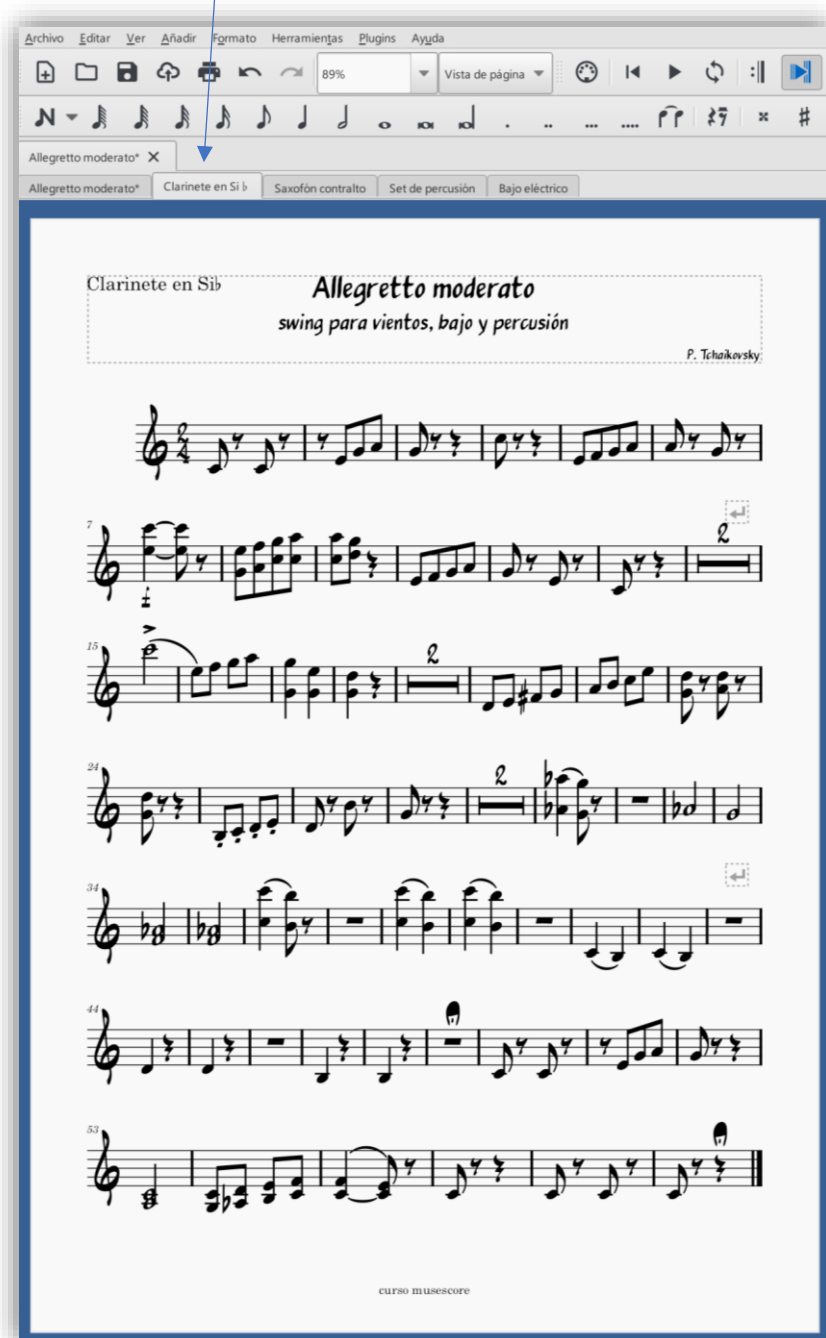 Archivo Editar Ver Añadir Formato Herramientas Plugins Ayuda
89% Vista de página
Allegretto moderato*
Allegretto moderato* Clarinete en Si♭ Saxofón contralto Set de percusión Bajo eléctrico
Clarinete en Si♭
Allegretto moderato
swing para vientos, bajo y percusión
P. Tchaikovsky
2
4
7
2
15
2
24
2
34
44
53
curso musescore